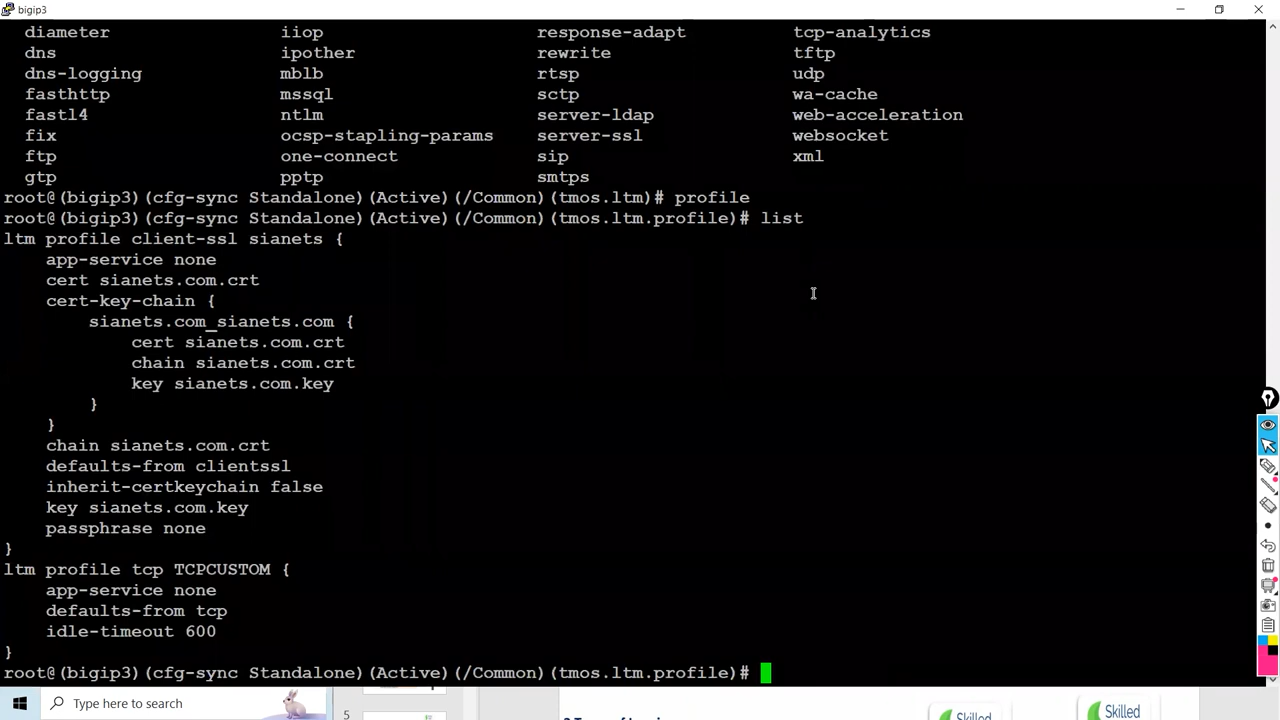 bigip3
diameter iiop response-adapt tcp-analytics
dns ipother rewrite tftp
dns-logging mblb rtsp udp
fasthttp mssql sctp wa-cache
fastl4 ntlm server-ldap web-acceleration
fix ocsp-stapling-params server-ssl websocket
ftp one-connect sip xml
gtp pptp smtps
root@(bigip3)(cfg-sync Standalone)(Active)(/Common)(tmos.ltm)# profile
root@(bigip3)(cfg-sync Standalone)(Active)(/Common)(tmos.ltm.profile)# list
ltm profile client-ssl sianets {
    app-service none
    cert sianets.com.crt
    cert-key-chain {
        sianets.com_sianets.com {
            cert sianets.com.crt
            chain sianets.com.crt
            key sianets.com.key
        }
    }
    chain sianets.com.crt
    defaults-from clientssl
    inherit-certkeychain false
    key sianets.com.key
    passphrase none
}
ltm profile tcp TCPCUSTOM {
    app-service none
    defaults-from tcp
    idle-timeout 600
}
root@(bigip3)(cfg-sync Standalone)(Active)(/Common)(tmos.ltm.profile)#
Type here to search
5
Skilled
Skilled